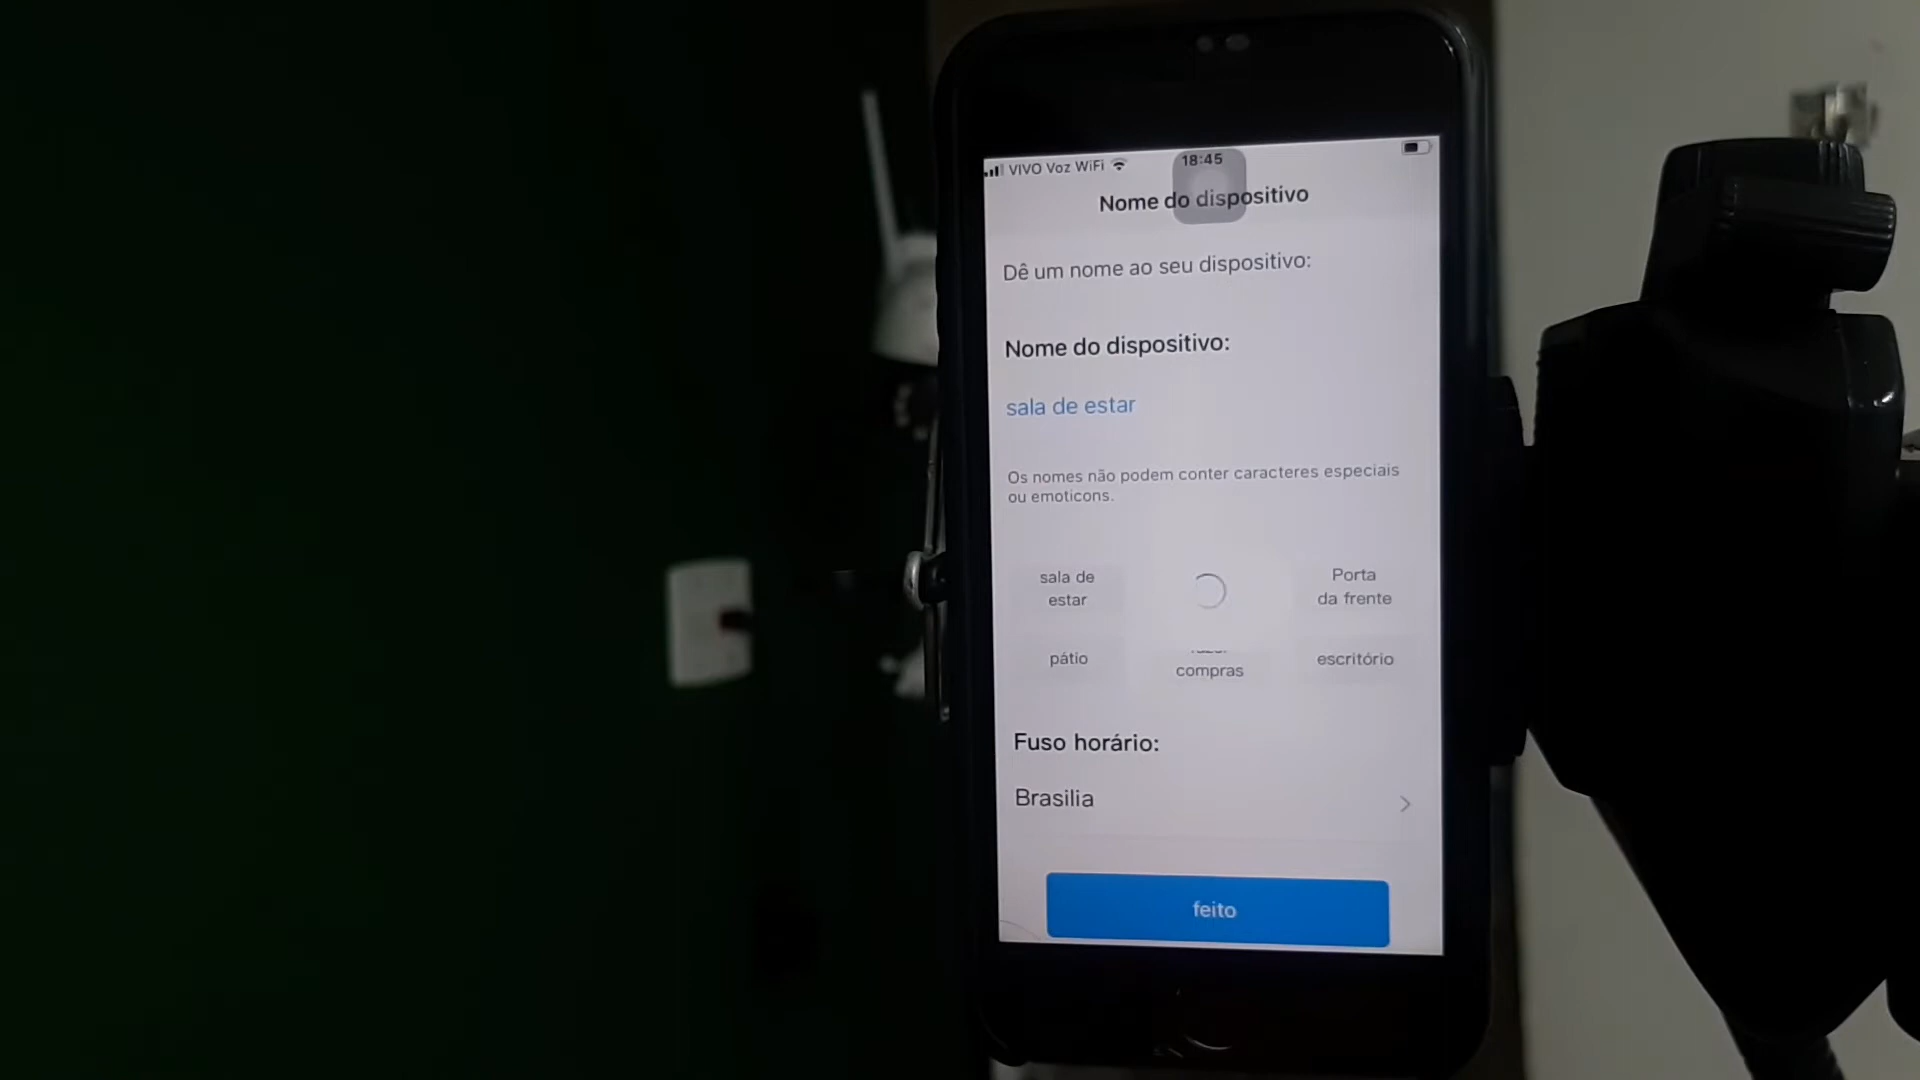 VIVO Voz WiFi 18:45
Nome do dispositivo
Dê um nome ao seu dispositivo:
Nome do dispositivo:
sala de estar
Os nomes não podem conter caracteres especiais
ou emoticons.
sala de
estar
Porta
da frente
pátio
compras
escritório
Fuso horário:
Brasilia
feito